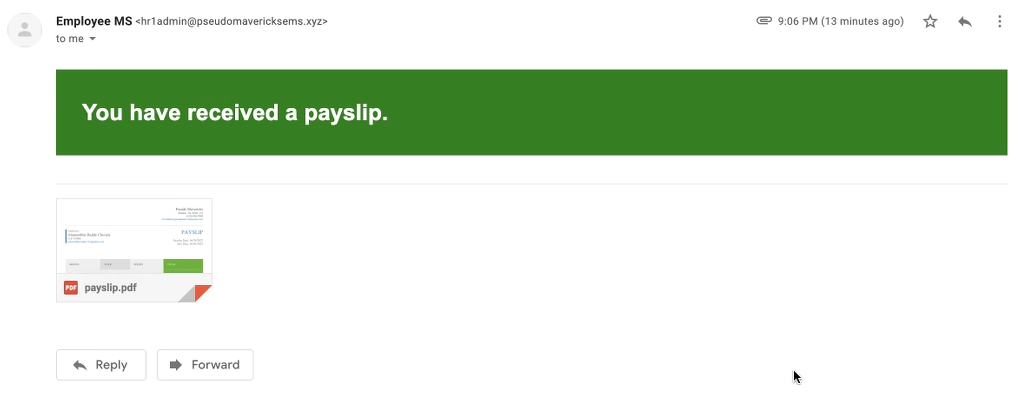 Employee MS <hr1admin@pseudomavericksems.xyz>
9:06 PM (13 minutes ago)
to me
You have received a payslip.
PAYSLIP
PDF payslip.pdf
Reply Forward